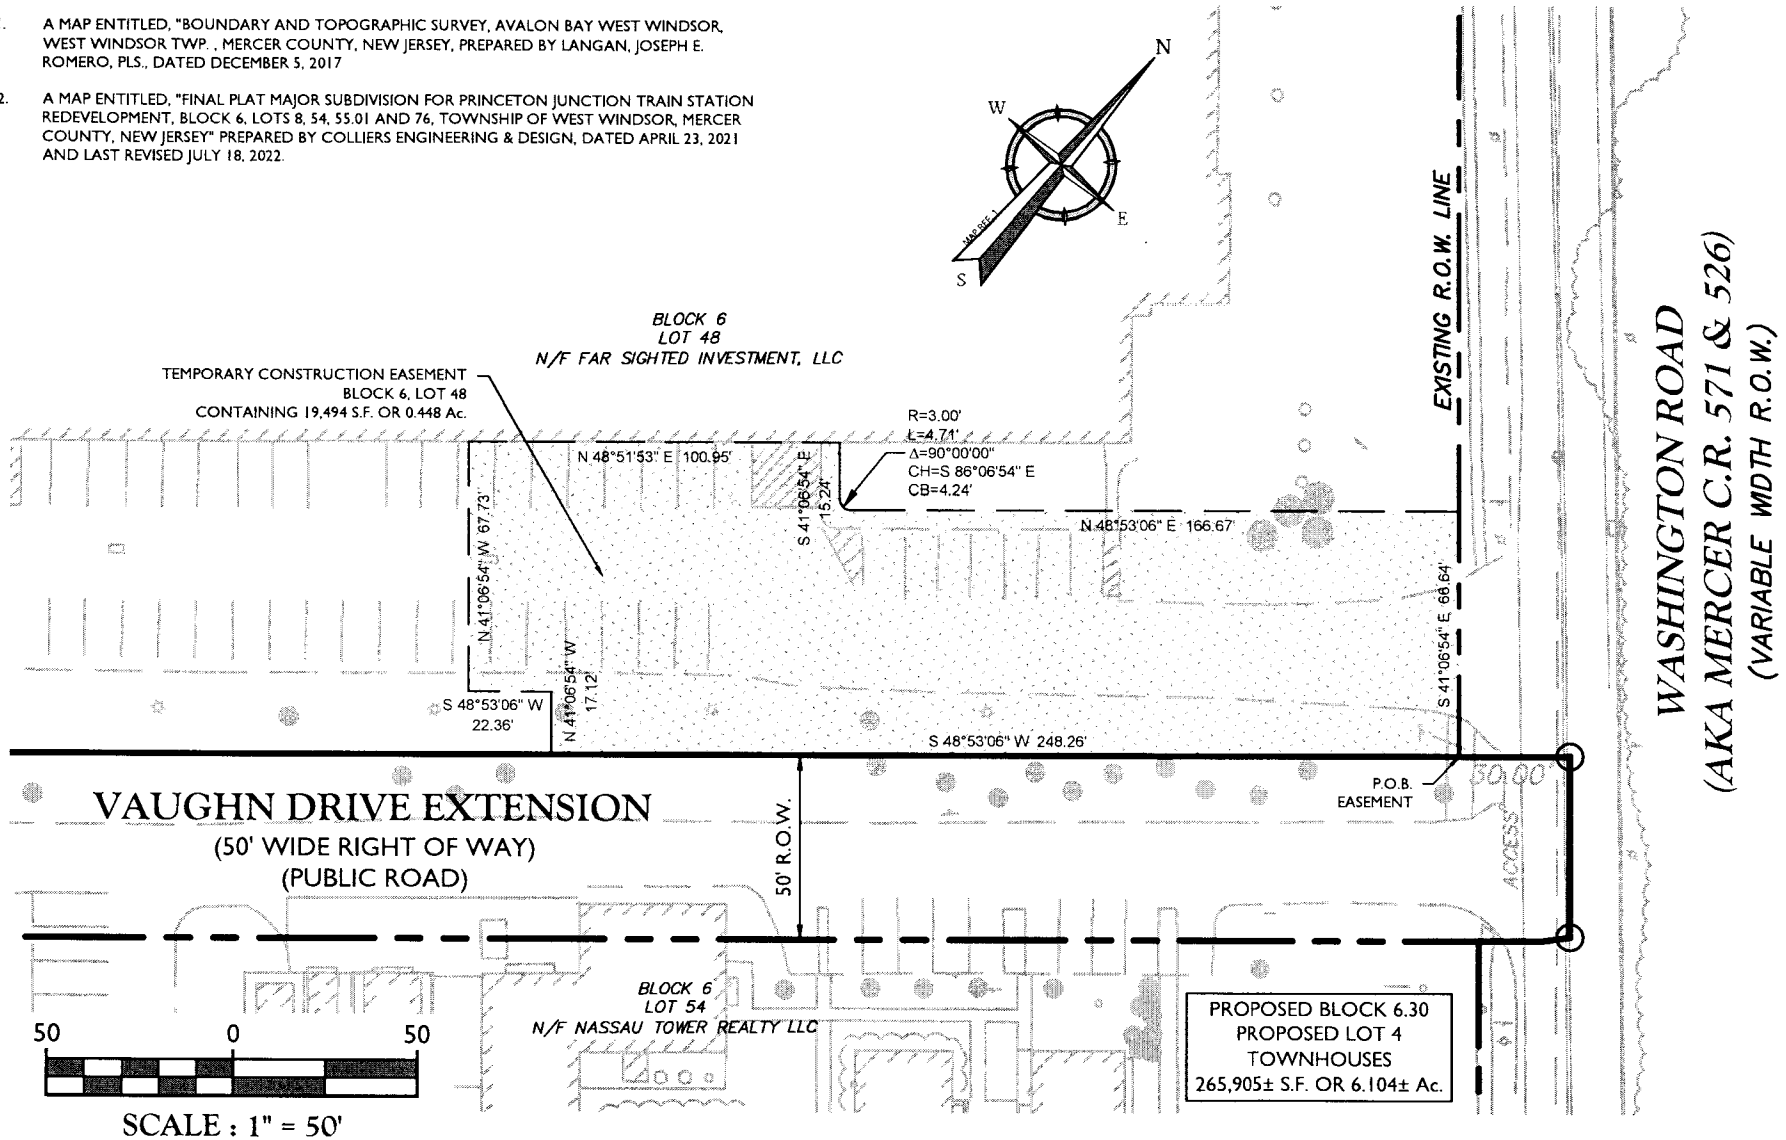 A MAP ENTITLED, "BOUNDARY AND TOPOGRAPHIC SURVEY, AVALON BAY WEST WINDSOR,
WEST WINDSOR TWP. , MERCER COUNTY, NEW JERSEY, PREPARED BY LANGAN, JOSEPH E.
ROMERO, PLS., DATED DECEMBER 5, 2017
2. A MAP ENTITLED, "FINAL PLAT MAJOR SUBDIVISION FOR PRINCETON JUNCTION TRAIN STATION
REDEVELOPMENT, BLOCK 6, LOTS 8, 54, 55.01 AND 76, TOWNSHIP OF WEST WINDSOR, MERCER
COUNTY, NEW JERSEY" PREPARED BY COLLIERS ENGINEERING & DESIGN, DATED APRIL 23, 2021
AND LAST REVISED JULY 18, 2022.
N
W
E
S
MAP REF. 1
BLOCK 6
LOT 48
N/F FAR SIGHTED INVESTMENT, LLC
TEMPORARY CONSTRUCTION EASEMENT
BLOCK 6, LOT 48
CONTAINING 19,494 S.F. OR 0.448 Ac.
R=3.00'
L=4.71'
Δ=90°00'00"
CH=S 86°06'54" E
CB=4.24'
N 48°51'53" E 100.95'
S 41°06'54" E
15.24'
N 48°53'06" E 166.67'
N 41°06'54" W 67.73'
S 41°06'54" E 66.64'
N 41°06'54" W
17.12'
S 48°53'06" W
22.36'
S 48°53'06" W 248.26'
EXISTING R.O.W. LINE
WASHINGTON ROAD
(AKA MERCER C.R. 571 & 526)
(VARIABLE WIDTH R.O.W.)
P.O.B.
EASEMENT
50.00'
ACCESS
VAUGHN DRIVE EXTENSION
(50' WIDE RIGHT OF WAY)
(PUBLIC ROAD)
50' R.O.W.
BLOCK 6
LOT 54
N/F NASSAU TOWER REALTY LLC
PROPOSED BLOCK 6.30
PROPOSED LOT 4
TOWNHOUSES
265,905± S.F. OR 6.104± Ac.
50 0 50
SCALE : 1" = 50'